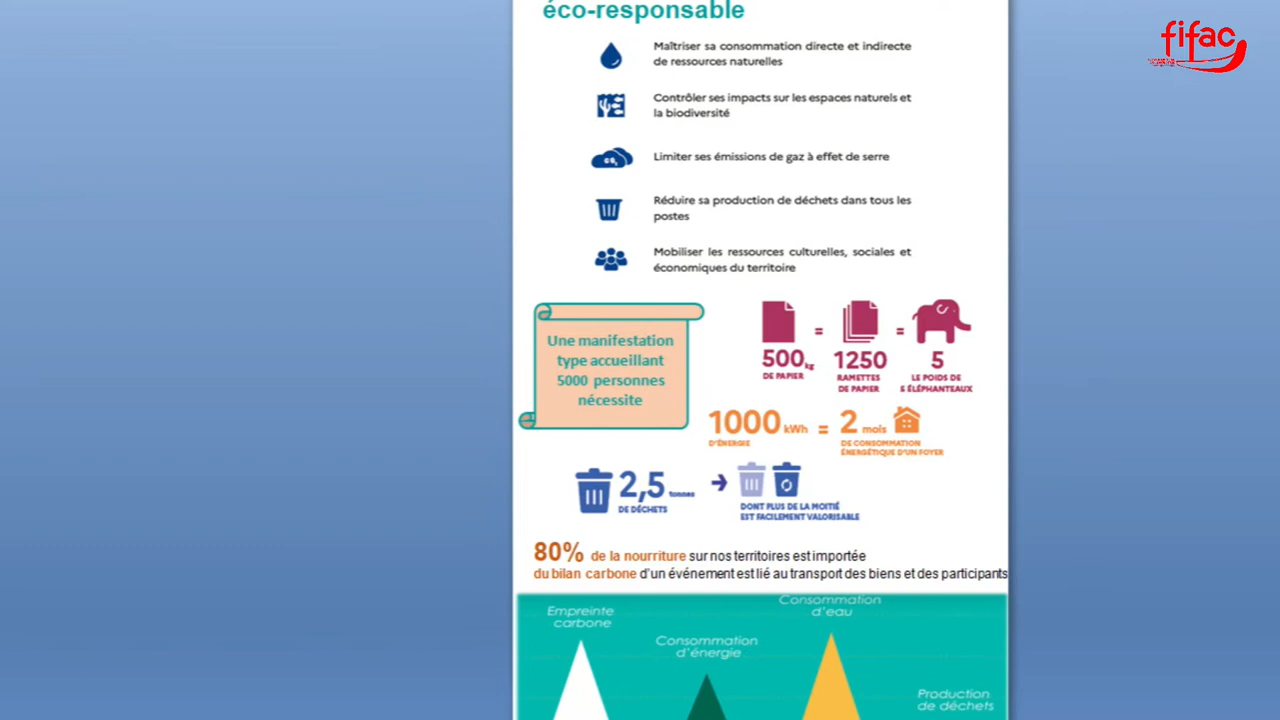 éco-responsable
fifac
Maîtriser sa consommation directe et indirecte
de ressources naturelles
Contrôler ses impacts sur les espaces naturels et
la biodiversité
CO₂
Limiter ses émissions de gaz à effet de serre
Réduire sa production de déchets dans tous les
postes
Mobiliser les ressources culturelles, sociales et
économiques du territoire
Une manifestation
type accueillant
5000 personnes
nécessite
500 kg
DE PAPIER
=
1250
RAMETTES
DE PAPIER
=
5
LE POIDS DE
5 ÉLÉPHANTEAUX
1000 kWh
D'ÉNERGIE
=
2 mois
DE CONSOMMATION
ÉNERGÉTIQUE D'UN FOYER
2,5 tonnes
DE DÉCHETS
DONT PLUS DE LA MOITIÉ
EST FACILEMENT VALORISABLE
80% de la nourriture sur nos territoires est importée
du bilan carbone d'un événement est lié au transport des biens et des participants
Empreinte
carbone
Consommation
d'énergie
Consommation
d'eau
Production
de déchets